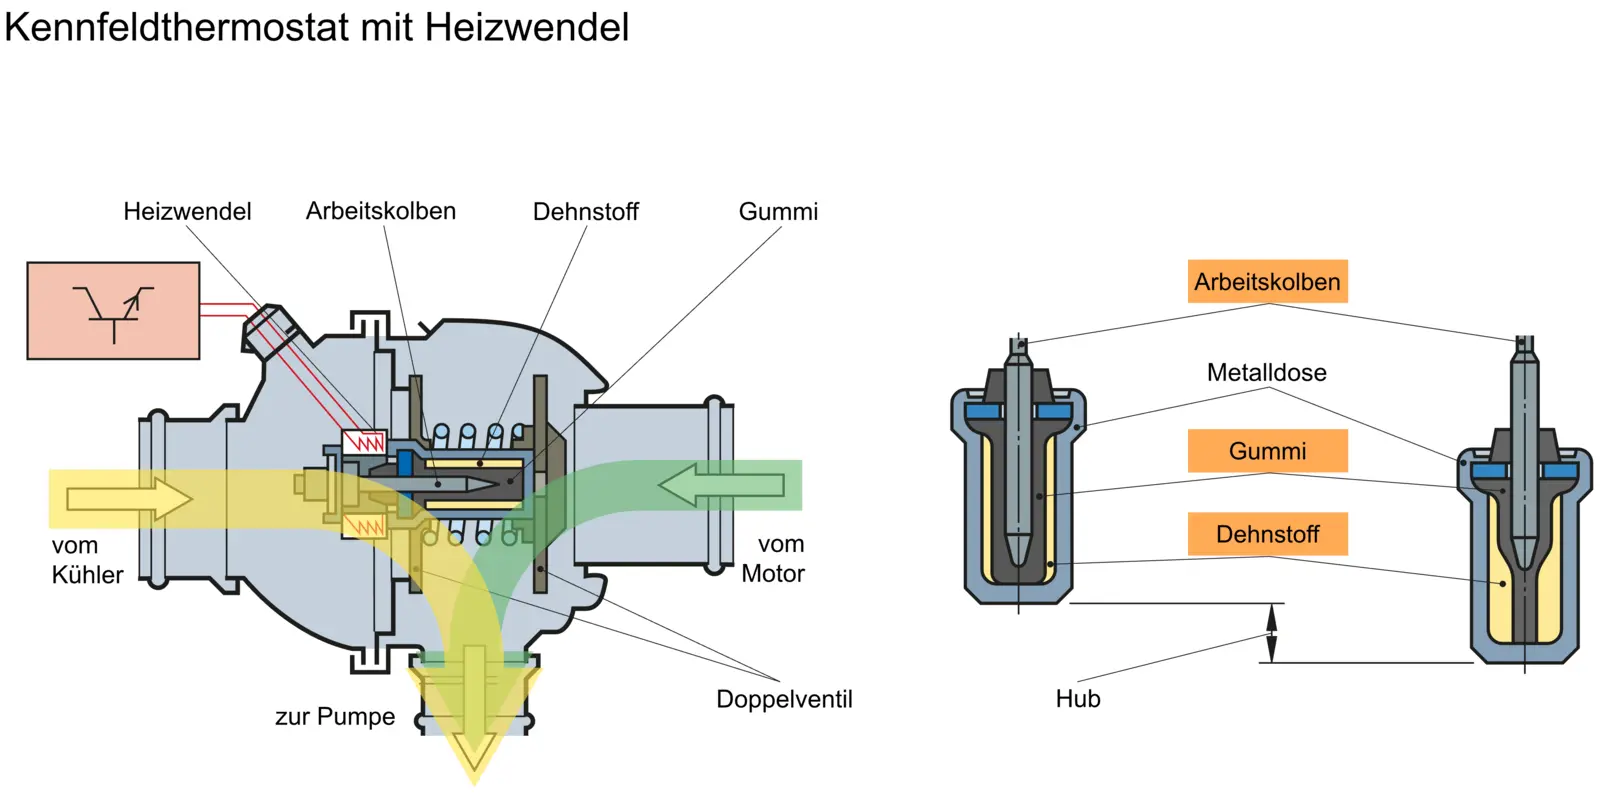 Kennfeldthermostat mit Heizwendel
Heizwendel
Arbeitskolben
Dehnstoff
Gummi
vom
Kühler
vom
Motor
zur Pumpe
Doppelventil
Arbeitskolben
Metalldose
Gummi
Dehnstoff
Hub